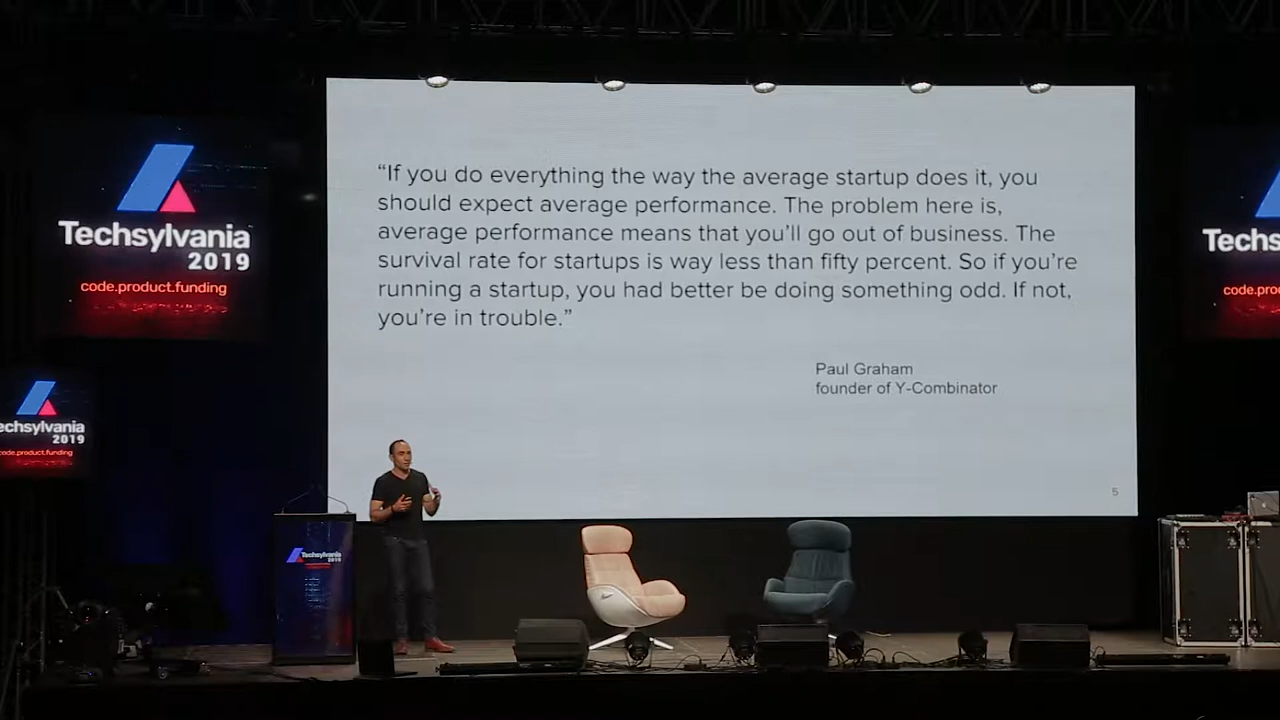 “If you do everything the way the average startup does it, you
should expect average performance. The problem here is,
average performance means that you’ll go out of business. The
survival rate for startups is way less than fifty percent. So if you’re
running a startup, you had better be doing something odd. If not,
you’re in trouble.”
Paul Graham
founder of Y-Combinator
5
Techsylvania
2019
code.product.funding
echsylvania
2019
code.product.funding
Techs
code.pro
Techsylvania
2019